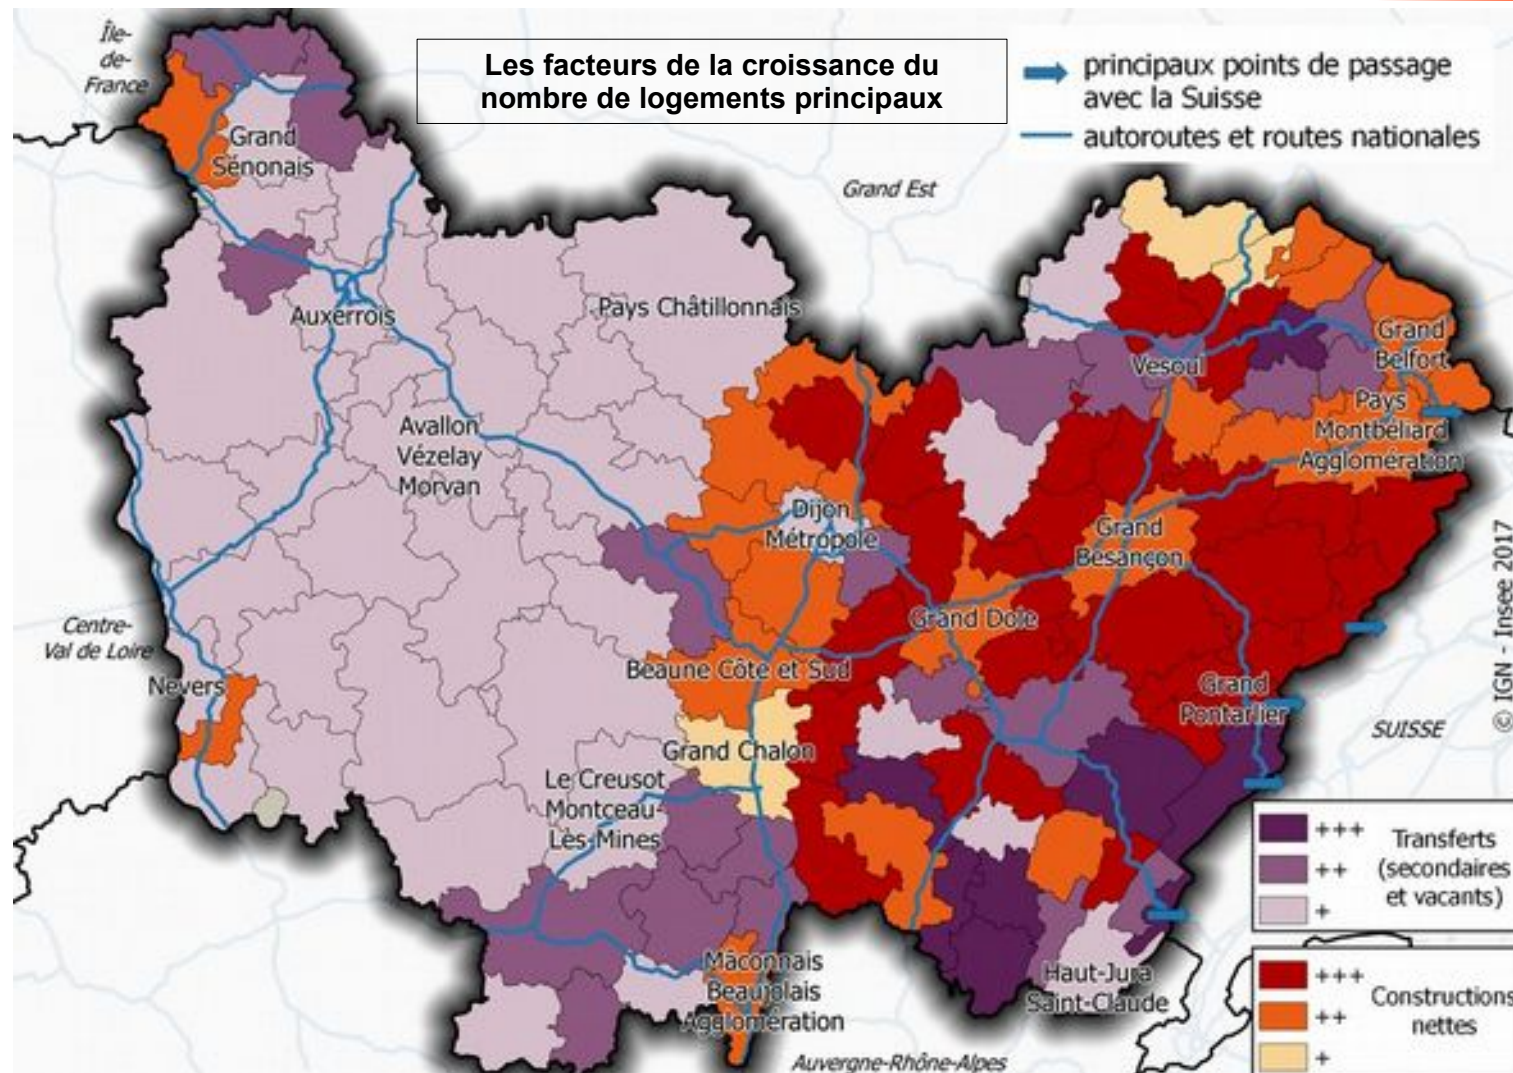 Île-
de-
France
Les facteurs de la croissance du
nombre de logements principaux
principaux points de passage
avec la Suisse
autoroutes et routes nationales
Grand Est
Grand
Sénonais
Auxerrois
Pays Châtillonnais
Avallon
Vézelay
Morvan
Vesoul
Grand
Belfort
Pays
Montbéliard
Agglomération
Dijon
Métropole
Grand
Besançon
Grand Dole
Centre-
Val de Loire
Nevers
Beaune Côte et Sud
Grand
Pontarlier
SUISSE
© IGN - Insee 2017
Grand Chalon
Le Creusot
Montceau-
Les-Mines
Mâconnais
Beaujolais
Agglomération
Haut-Jura
Saint-Claude
Auvergne-Rhône-Alpes
+++
++
+
Transferts
(secondaires
et vacants)
+++
++
+
Constructions
nettes